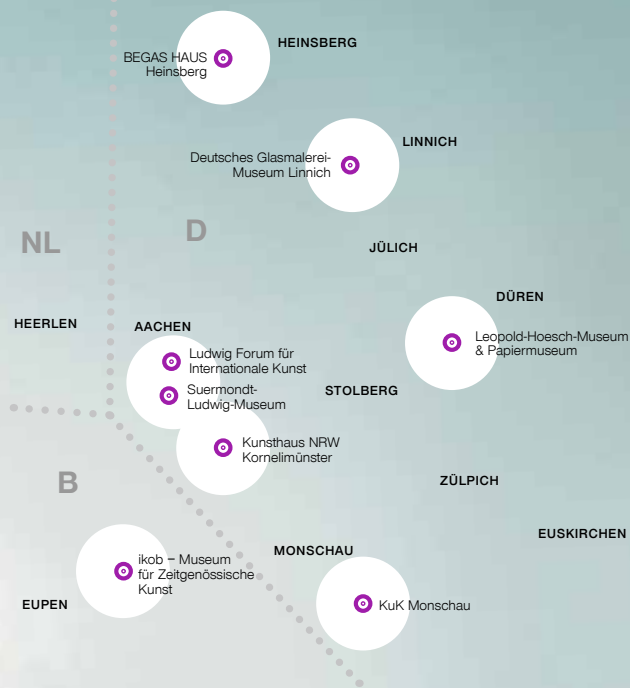 HEINSBERG
BEGAS HAUS
Heinsberg
LINNICH
Deutsches Glasmalerei-
Museum Linnich
D
NL
JÜLICH
DÜREN
HEERLEN
AACHEN
Leopold-Hoesch-Museum
& Papiermuseum
Ludwig Forum für
Internationale Kunst
STOLBERG
Suermondt-
Ludwig-Museum
Kunsthaus NRW
Kornelimünster
B
ZÜLPICH
EUSKIRCHEN
MONSCHAU
ikob – Museum
für Zeitgenössische
Kunst
EUPEN
KuK Monschau